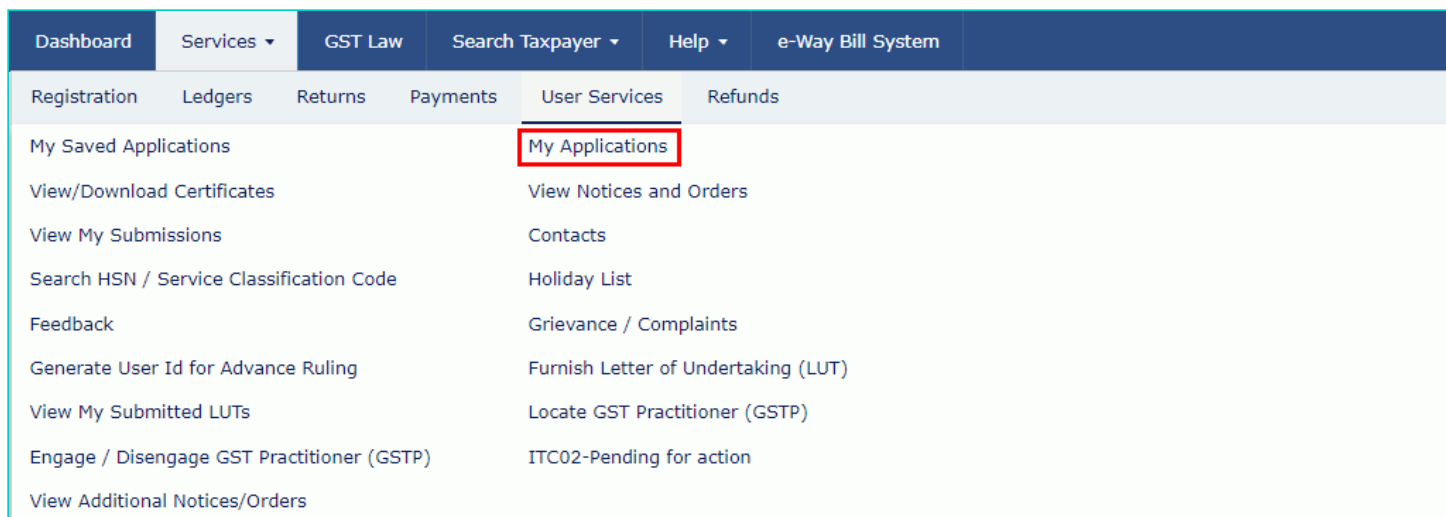 Dashboard Services ▾ GST Law Search Taxpayer ▾ Help ▾ e-Way Bill System
Registration Ledgers Returns Payments User Services Refunds
My Saved Applications My Applications
View/Download Certificates View Notices and Orders
View My Submissions Contacts
Search HSN / Service Classification Code Holiday List
Feedback Grievance / Complaints
Generate User Id for Advance Ruling Furnish Letter of Undertaking (LUT)
View My Submitted LUTs Locate GST Practitioner (GSTP)
Engage / Disengage GST Practitioner (GSTP) ITC02-Pending for action
View Additional Notices/Orders